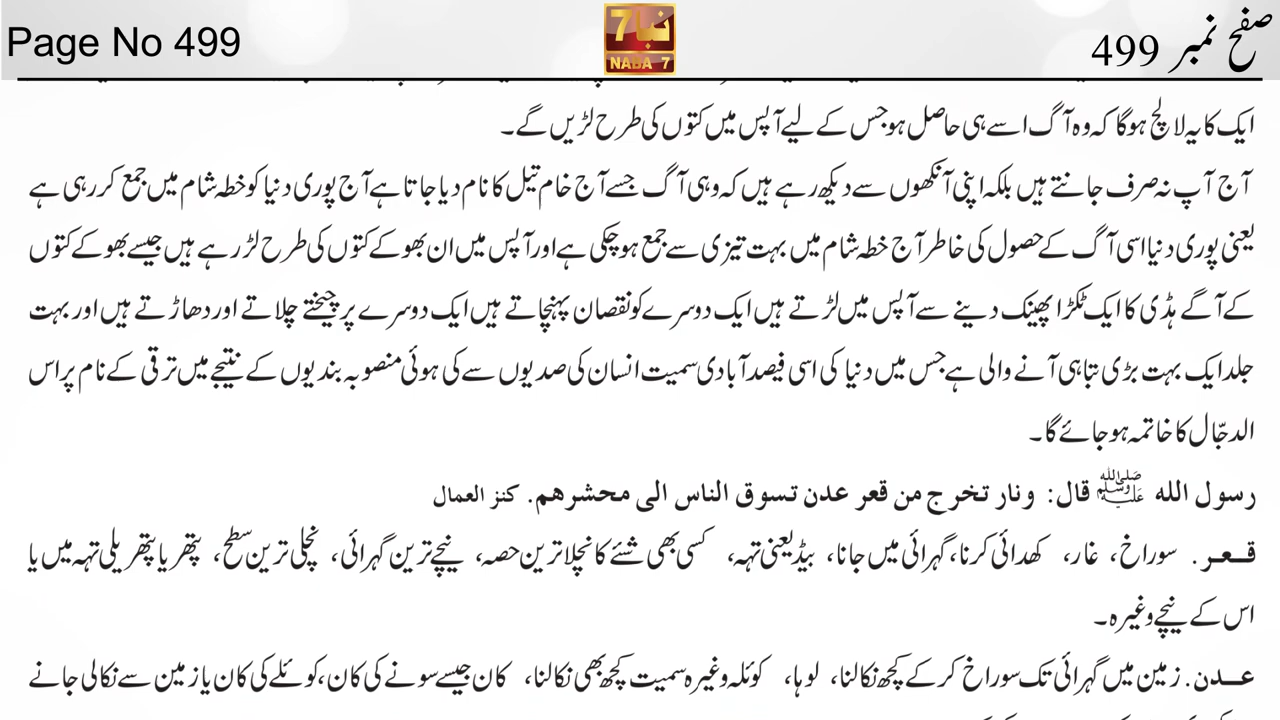 Page No 499
نبا 7
NABA 7
صفحہ نمبر 499
ایک کا یہ لالچ ہوگا کہ وہ آگ اسے ہی حاصل ہو جس کے لیے آپس میں کتوں کی طرح لڑیں گے۔
آج آپ نہ صرف جانتے ہیں بلکہ اپنی آنکھوں سے دیکھ رہے ہیں کہ وہی آگ جسے آج خام تیل کا نام دیا جاتا ہے آج پوری دنیا کو خطہ شام میں جمع کر رہی ہے
یعنی پوری دنیا اسی آگ کے حصول کی خاطر آج خطہ شام میں بہت تیزی سے جمع ہو چکی ہے اور آپس میں ان بھوکے کتوں کی طرح لڑ رہے ہیں جیسے بھوکے کتوں
کے آگے ہڈی کا ایک ٹکڑا پھینک دینے سے آپس میں لڑتے ہیں ایک دوسرے کو نقصان پہنچاتے ہیں ایک دوسرے پر چیختے چلاتے اور دھاڑتے ہیں اور بہت
جلد ایک بہت بڑی تباہی آنے والی ہے جس میں دنیا کی اسی فیصد آبادی سمیت انسان کی صدیوں سے کی ہوئی منصوبہ بندیوں کے نتیجے میں ترقی کے نام پر اس
الدجّال کا خاتمہ ہو جائے گا۔
رسول الله ﷺ قال: ونار تخرج من قعر عدن تسوق الناس الى محشرهم. کنز العمال
قعر. سوراخ، غار، کھدائی کرنا، گہرائی میں جانا، بیڈ یعنی تہہ، کسی بھی شئے کا نچلا ترین حصہ، نیچے ترین گہرائی، نچلی ترین سطح، پتھر یا پتھریلی تہہ میں یا
اس کے نیچے وغیرہ۔
عدن. زمین میں گہرائی تک سوراخ کر کے کچھ نکالنا، لوہا، کوئلہ وغیرہ سمیت کچھ بھی نکالنا، کان جیسے سونے کی کان، کوئلے کی کان یا زمین سے نکالی جانے